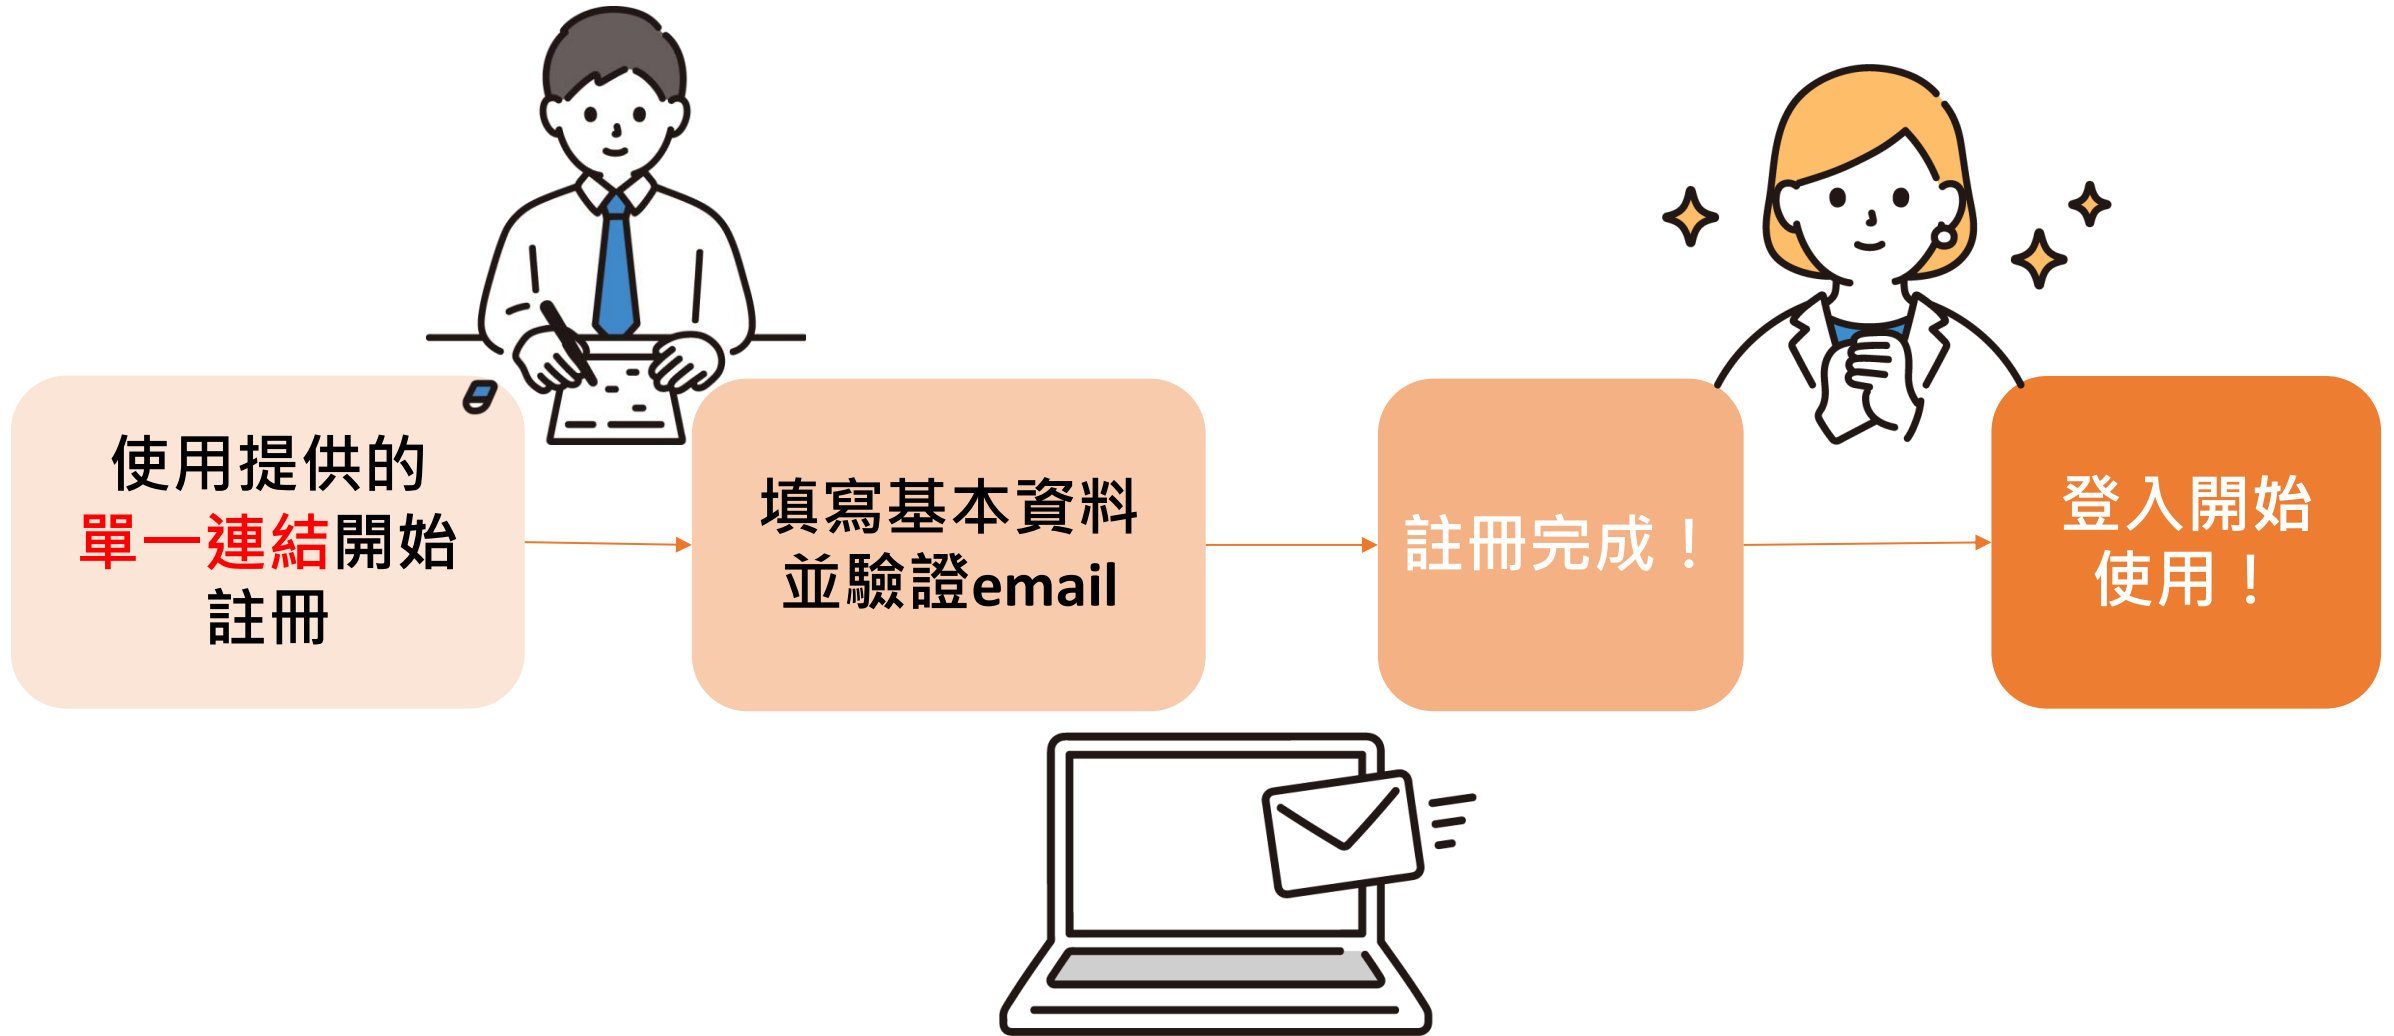 使用提供的
單一連結開始
註冊
填寫基本資料
並驗證email
註冊完成！
登入開始
使用！